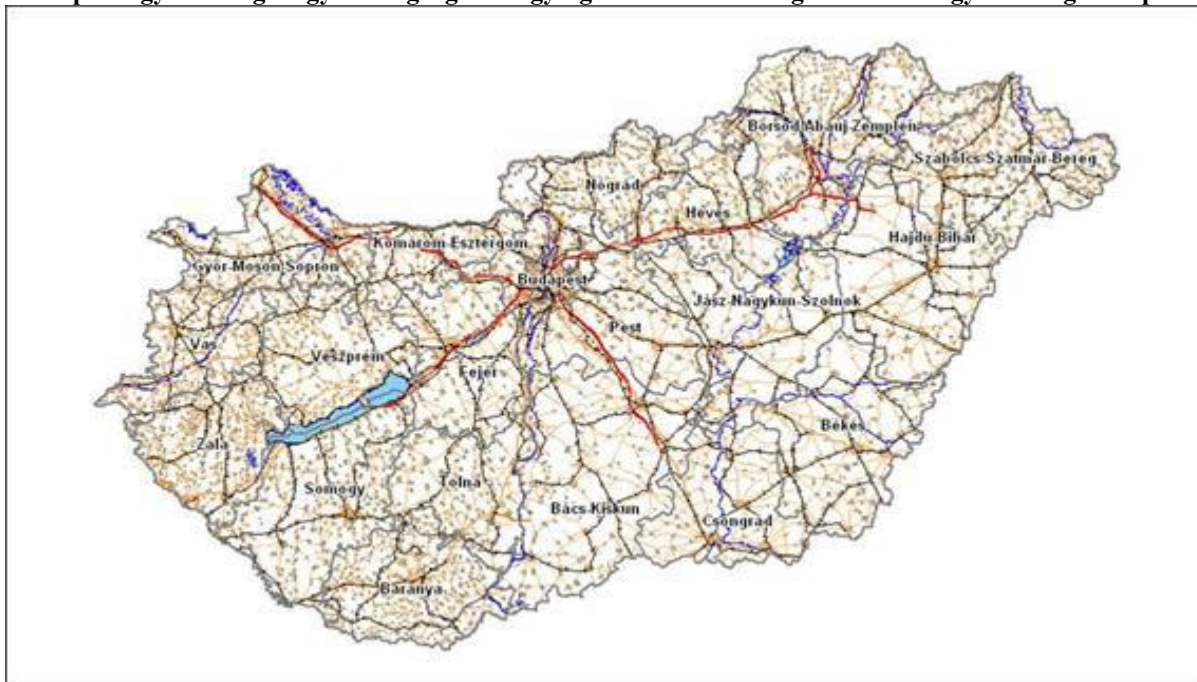 Borsod-Abaúj-Zemplén
Szabolcs-Szatmár-Bereg
Nógrád
Heves
Hajdú-Bihar
Komárom-Esztergom
Győr-Moson-Sopron
Budapest
Jász-Nagykun-Szolnok
Pest
Vas
Veszprém
Fejér
Zala
Békés
Somogy
Tolna
Bács-Kiskun
Csongrád
Baranya